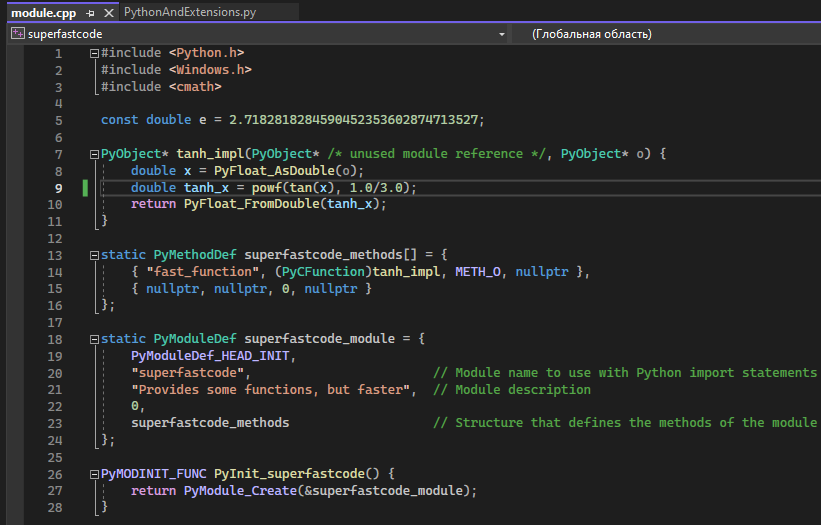 module.cpp PythonAndExtensions.py
superfastcode (Глобальная область)
1 #include <Python.h>
2 #include <Windows.h>
3 #include <cmath>
4
5 const double e = 2.7182818284590452353602874713527;
6
7 PyObject* tanh_impl(PyObject* /* unused module reference */, PyObject* o) {
8 double x = PyFloat_AsDouble(o);
9 double tanh_x = powf(tan(x), 1.0/3.0);
10 return PyFloat_FromDouble(tanh_x);
11 }
12
13 static PyMethodDef superfastcode_methods[] = {
14 { "fast_function", (PyCFunction)tanh_impl, METH_O, nullptr },
15 { nullptr, nullptr, 0, nullptr }
16 };
17
18 static PyModuleDef superfastcode_module = {
19 PyModuleDef_HEAD_INIT,
20 "superfastcode", // Module name to use with Python import statements
21 "Provides some functions, but faster", // Module description
22 0,
23 superfastcode_methods // Structure that defines the methods of the module
24 };
25
26 PyMODINIT_FUNC PyInit_superfastcode() {
27 return PyModule_Create(&superfastcode_module);
28 }